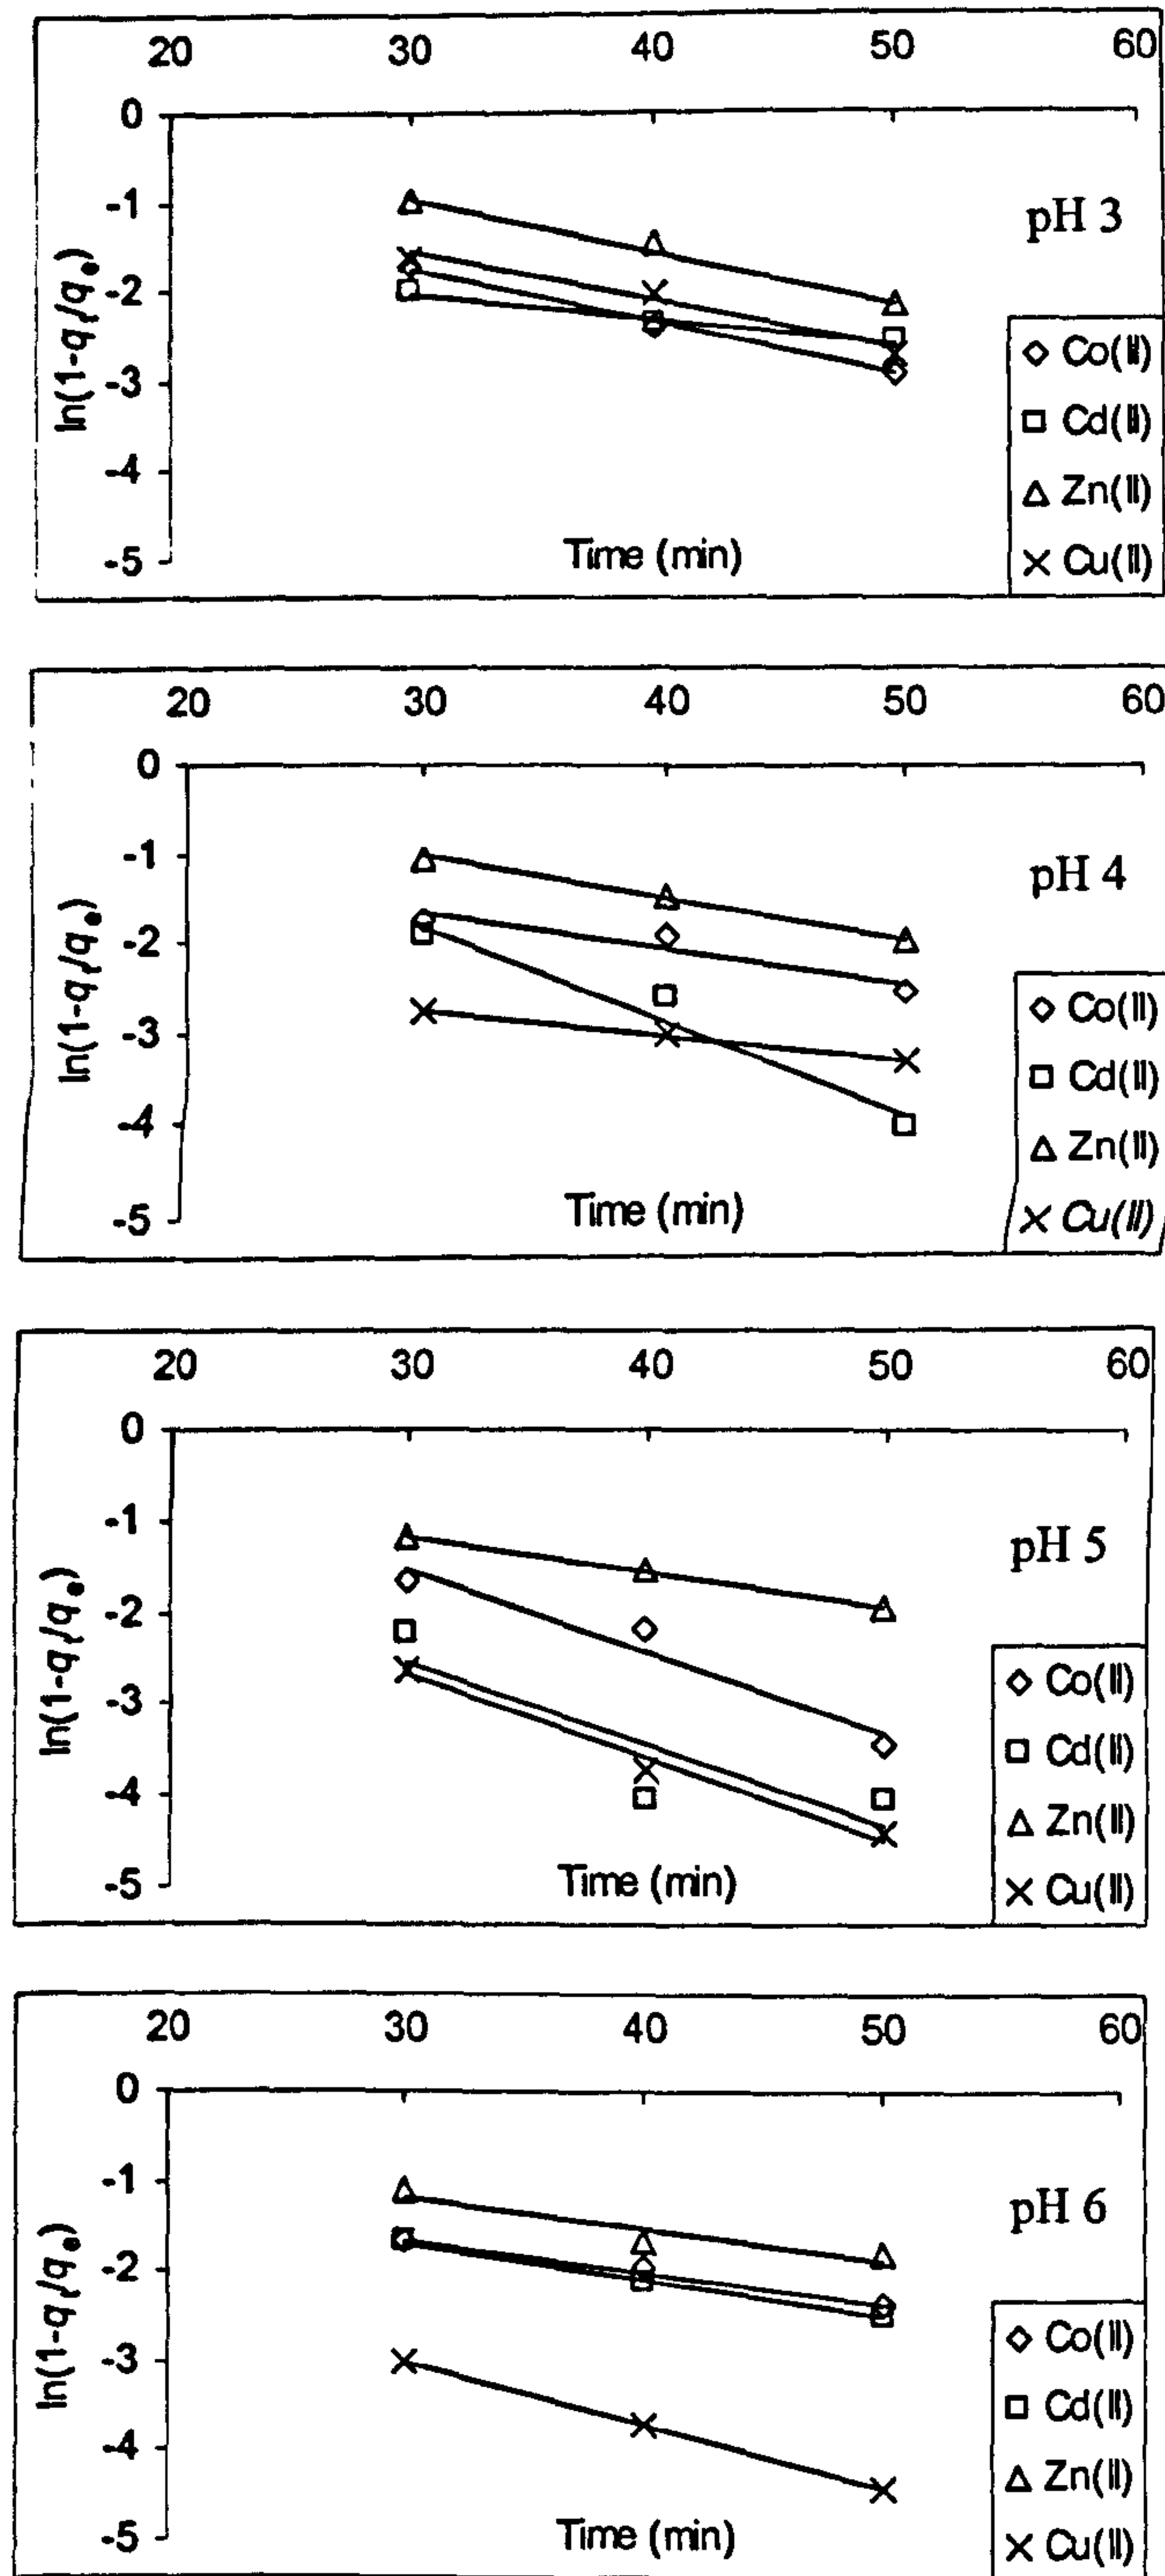 20 30 40 50 60
0
-1
-2
-3
-4
-5
ln(1-qt/qe)
pH 3
Time (min)
Co(II)
Cd(II)
Zn(II)
Cu(II)
20 30 40 50 60
0
-1
-2
-3
-4
-5
ln(1-qt/qe)
pH 4
Time (min)
Co(II)
Cd(II)
Zn(II)
Cu(II)
20 30 40 50 60
0
-1
-2
-3
-4
-5
ln(1-qt/qe)
pH 5
Time (min)
Co(II)
Cd(II)
Zn(II)
Cu(II)
20 30 40 50 60
0
-1
-2
-3
-4
-5
ln(1-qt/qe)
pH 6
Time (min)
Co(II)
Cd(II)
Zn(II)
Cu(II)